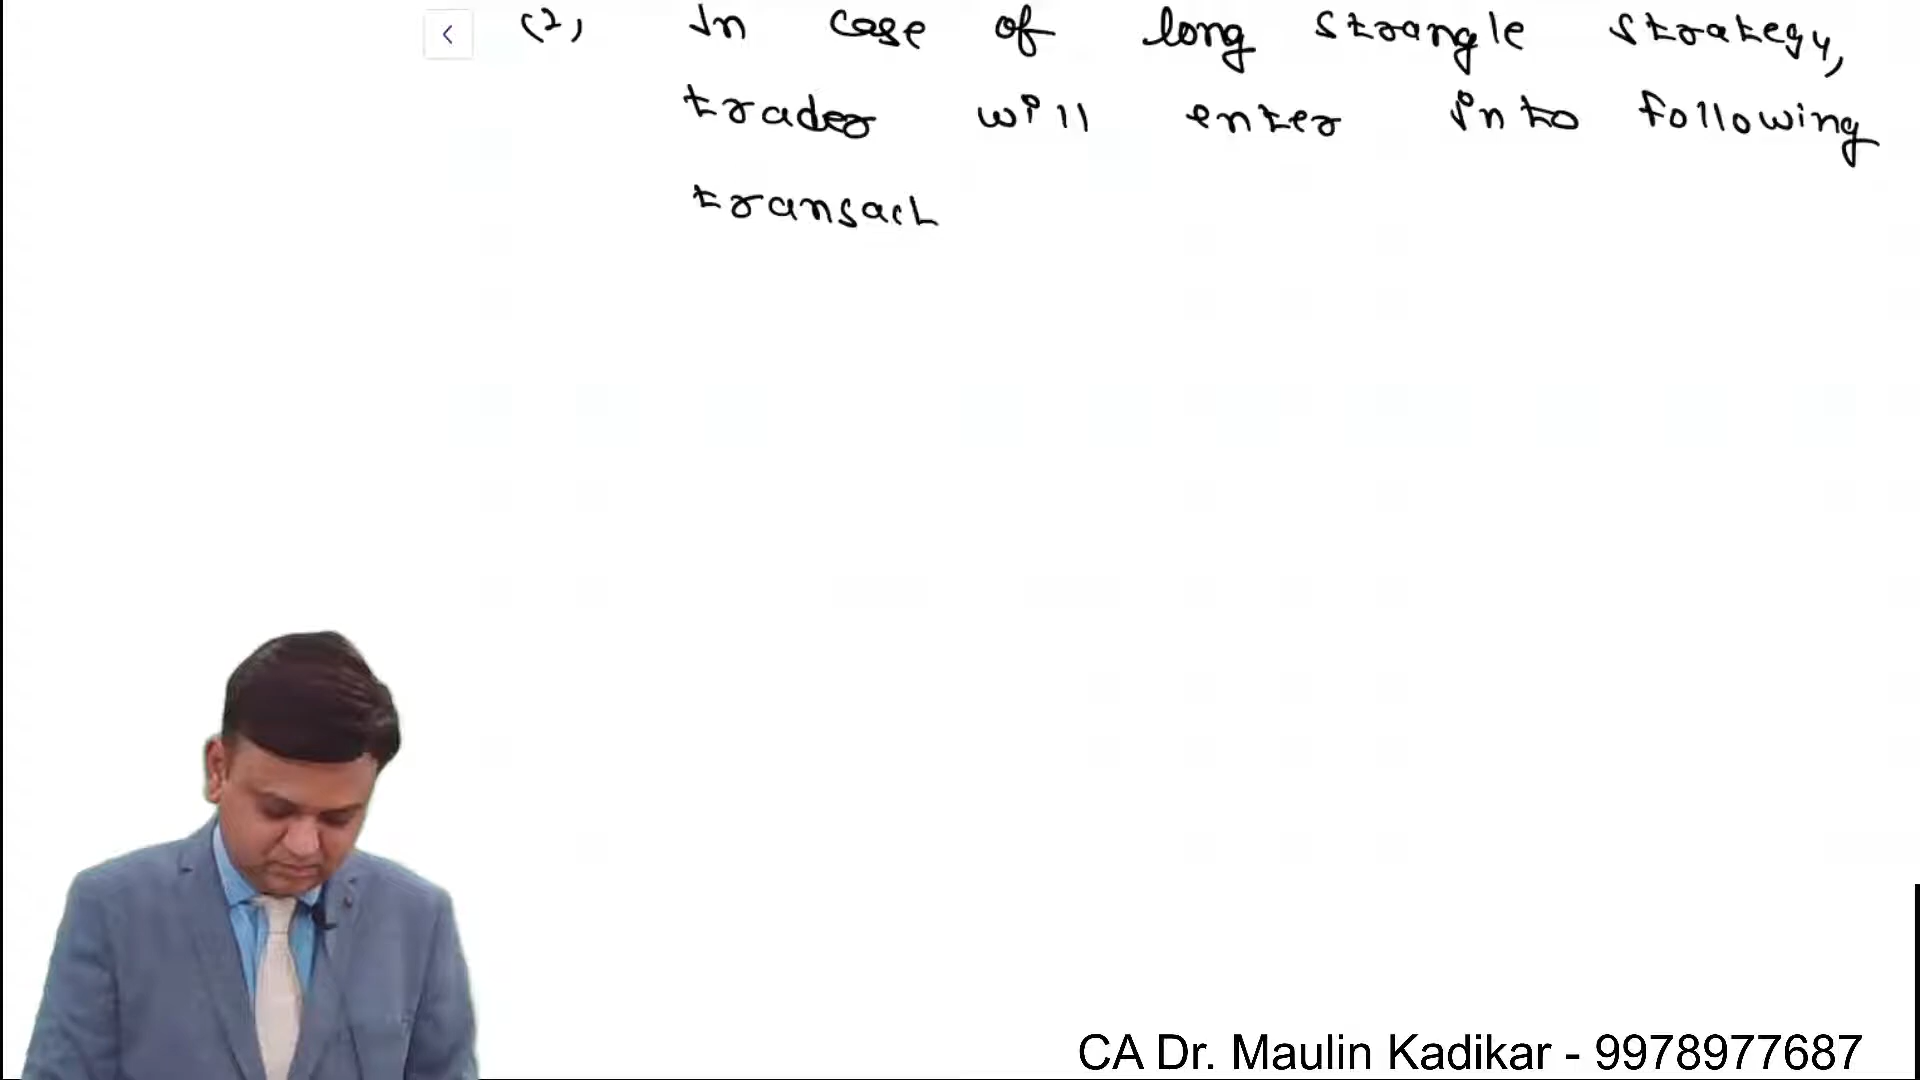 (2) In case of long strangle strategy,
trader will enter into following
transact
CA Dr. Maulin Kadikar - 9978977687